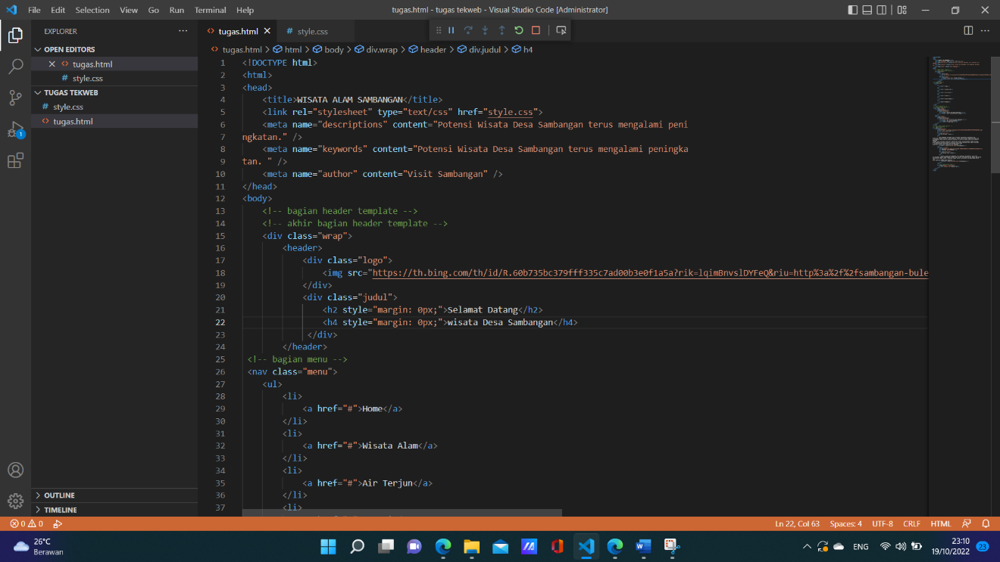 File Edit Selection View Go Run Terminal Help
tugas.html - tugas tekweb - Visual Studio Code [Administrator]
EXPLORER
tugas.html
# style.css
OPEN EDITORS
tugas.html
# style.css
TUGAS TEKWEB
# style.css
tugas.html
OUTLINE
TIMELINE
1
tugas.html > html > body > div.wrap > header > div.judul > h4
1 <!DOCTYPE html>
2 <html>
3 <head>
4 <title>WISATA ALAM SAMBANGAN</title>
5 <link rel="stylesheet" type="text/css" href="style.css">
6 <meta name="descriptions" content="Potensi Wisata Desa Sambangan terus mengalami peni
7 ngkatan." />
8 <meta name="keywords" content="Potensi Wisata Desa Sambangan terus mengalami peningka
9 tan. " />
10 <meta name="author" content="Visit Sambangan" />
11 </head>
12 <body>
13 <!-- bagian header template -->
14 <!-- akhir bagian header template -->
15 <div class="wrap">
16 <header>
17 <div class="logo">
18 <img src="https://th.bing.com/th/id/R.60b735bc379fff335c7ad00b3e0f1a5a?rik=lqimBnvslDYFeQ&riu=http%3a%2f%2fsambangan-bule
19 </div>
20 <div class="judul">
21 <h2 style="margin: 0px;">Selamat Datang</h2>
22 <h4 style="margin: 0px;">wisata Desa Sambangan</h4>
23 </div>
24 </header>
25 <!-- bagian menu -->
26 <nav class="menu">
27 <ul>
28 <li>
29 <a href="#">Home</a>
30 </li>
31 <li>
32 <a href="#">Wisata Alam</a>
33 </li>
34 <li>
35 <a href="#">Air Terjun</a>
36 </li>
37 <li>
0 0
Ln 22, Col 63 Spaces: 4 UTF-8 CRLF HTML
26°C
Berawan
ENG
23:10
19/10/2022
23